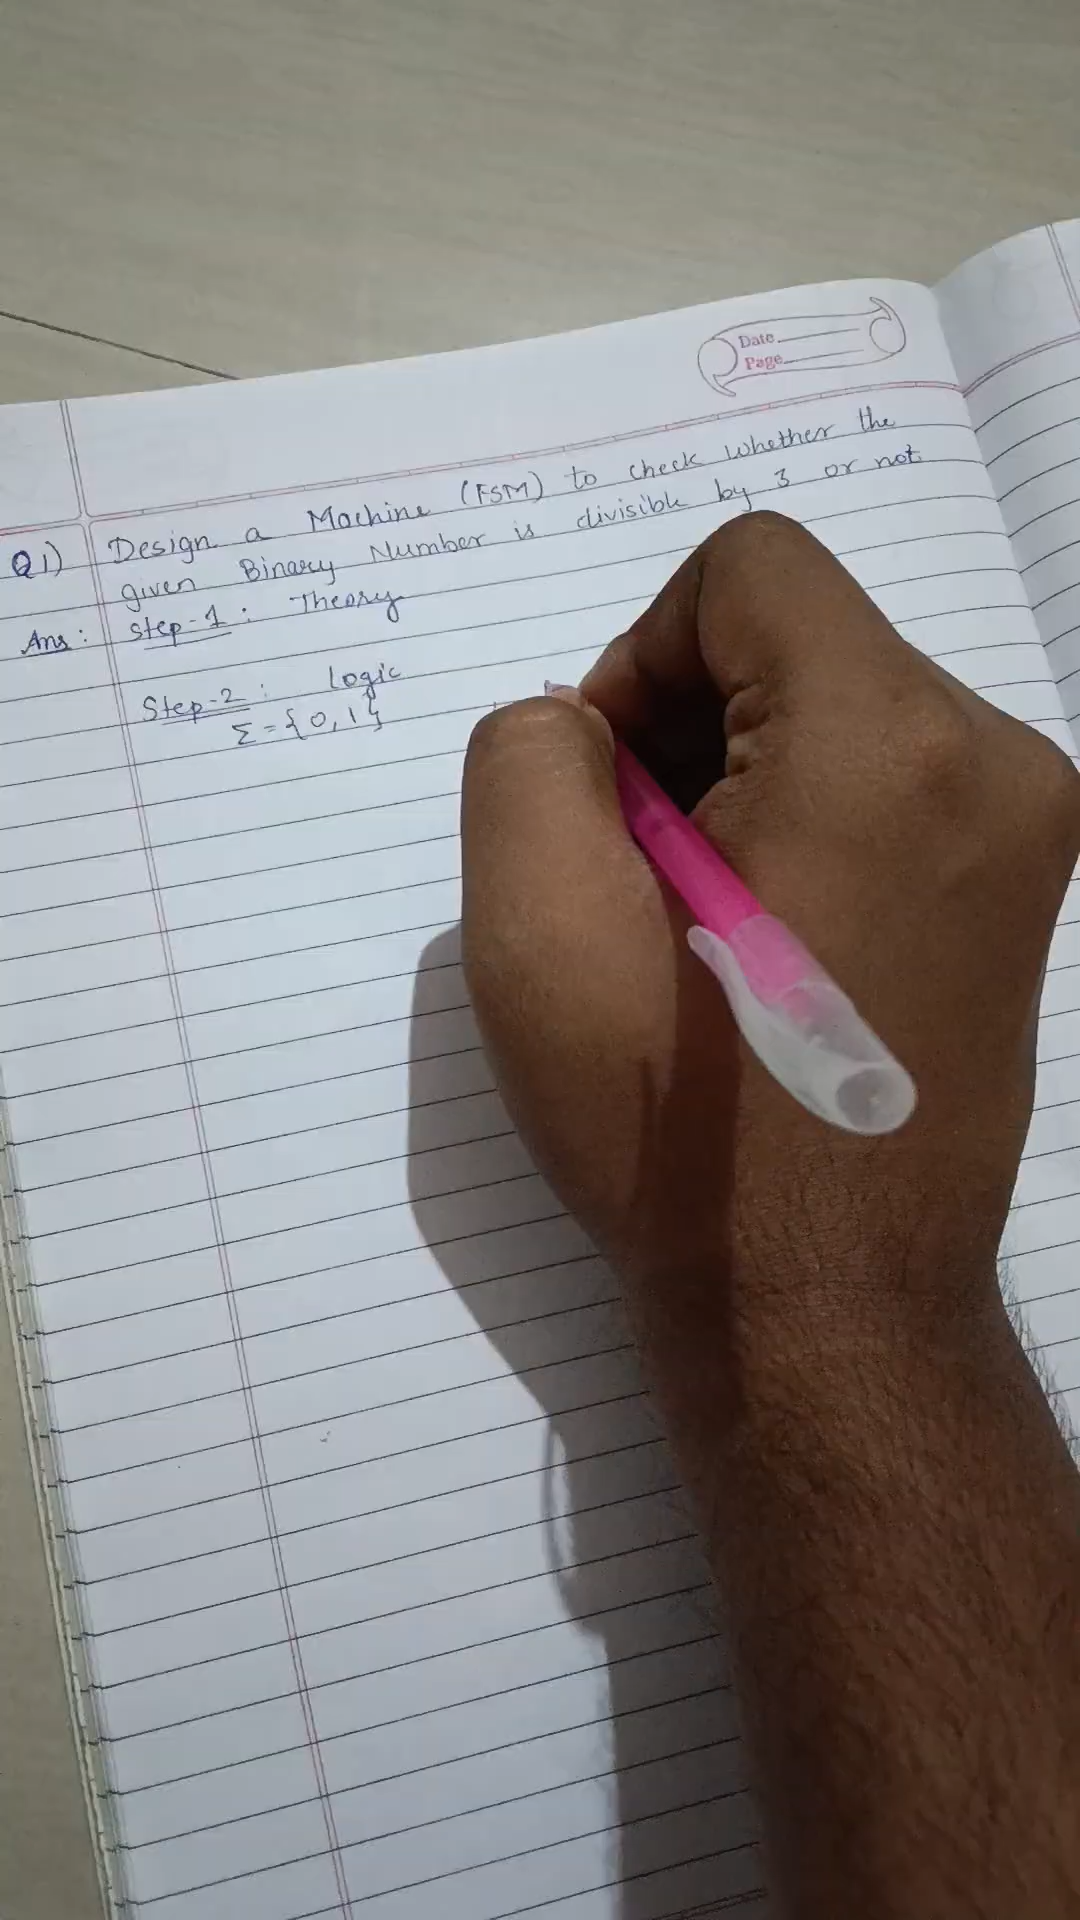 Date
Page
Q1) Design a Machine (FSM) to check whether the
given Binary Number is divisible by 3 or not.
Ans: Step-1: Theory
Step-2: Logic
Σ={0,1}